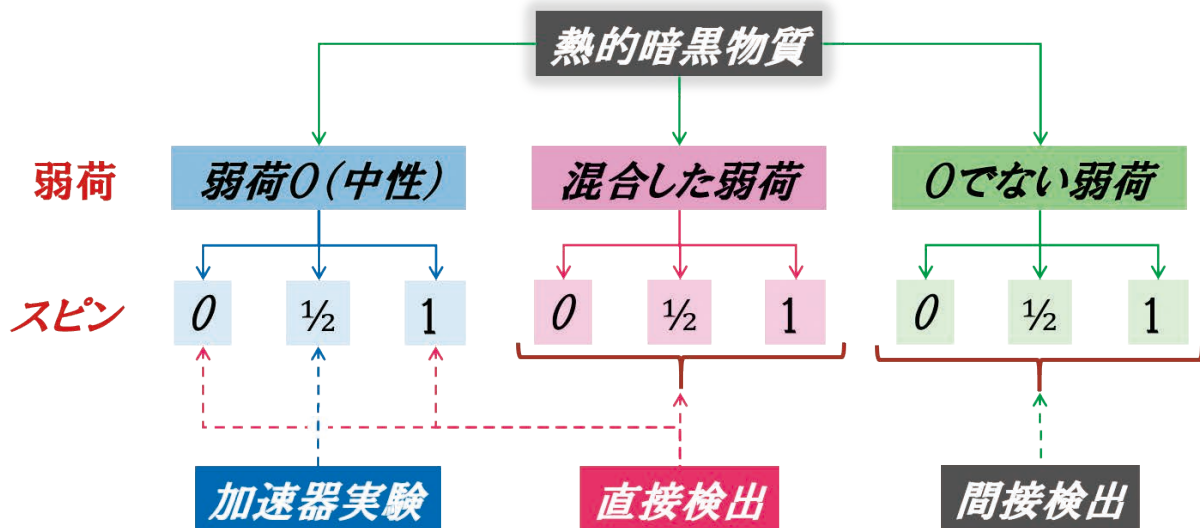 熱的暗黒物質
弱荷
弱荷0(中性)
混合した弱荷
0でない弱荷
スピン
0 ½ 1
0 ½ 1
0 ½ 1
加速器実験
直接検出
間接検出